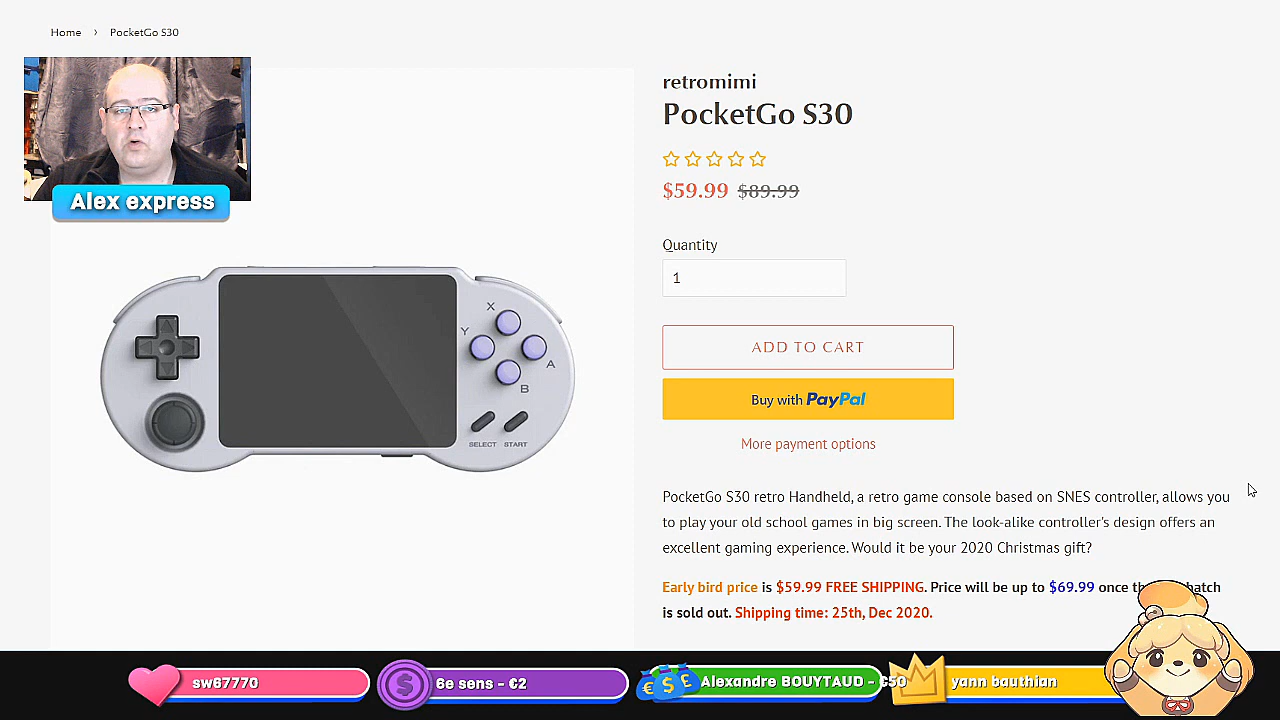 Home › PocketGo S30
Alex express
retromimi
PocketGo S30
$59.99 $89.99
Quantity
1
ADD TO CART
Buy with PayPal
More payment options
X
Y
A
B
SELECT START
PocketGo S30 retro Handheld, a retro game console based on SNES controller, allows you
to play your old school games in big screen. The look-alike controller's design offers an
excellent gaming experience. Would it be your 2020 Christmas gift?
Early bird price is $59.99 FREE SHIPPING. Price will be up to $69.99 once
is sold out. Shipping time: 25th, Dec 2020.
sw67770
6e sens - €2
Alexandre BOUYTAUD - €50
yann bauthian